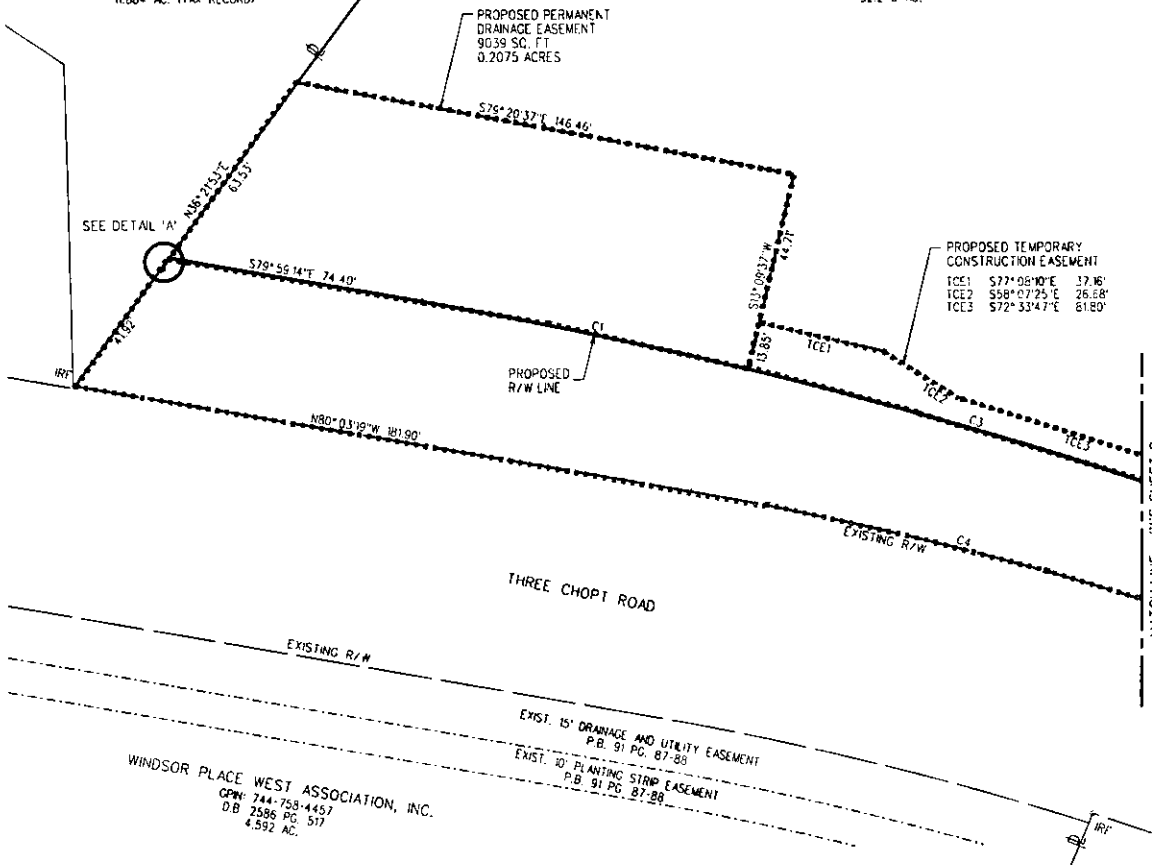 PROPOSED PERMANENT
DRAINAGE EASEMENT
9039 SQ. FT
0.2075 ACRES
S79°20'37"E 146.46'
N36°21'53"E
63.53'
SEE DETAIL 'A'
S79°59'14"E 74.40'
S13°09'37"W
44.71'
13.85'
PROPOSED TEMPORARY
CONSTRUCTION EASEMENT
TCE1 S77°08'10"E 37.16'
TCE2 S58°07'25"E 26.68'
TCE3 S72°33'47"E 81.80'
C1
TCE1
41.92'
IRF
PROPOSED
R/W LINE
TCE2
C3
TCE3
N80°03'19"W 181.90'
EXISTING R/W
C4
THREE CHOPT ROAD
EXISTING R/W
EXIST. 15' DRAINAGE AND UTILITY EASEMENT
P.B. 91 PG. 87-88
EXIST. 10' PLANTING STRIP EASEMENT
P.B. 91 PG. 87-88
WINDSOR PLACE WEST ASSOCIATION, INC.
GPIN: 744-758-4457
D.B. 2586 PG. 517
4.592 AC.
IRF